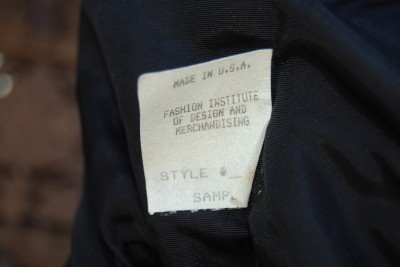 MADE IN U.S.A.
FASHION INSTITUTE
OF DESIGN AND
MERCHANDISING
STYLE #_
SAMP